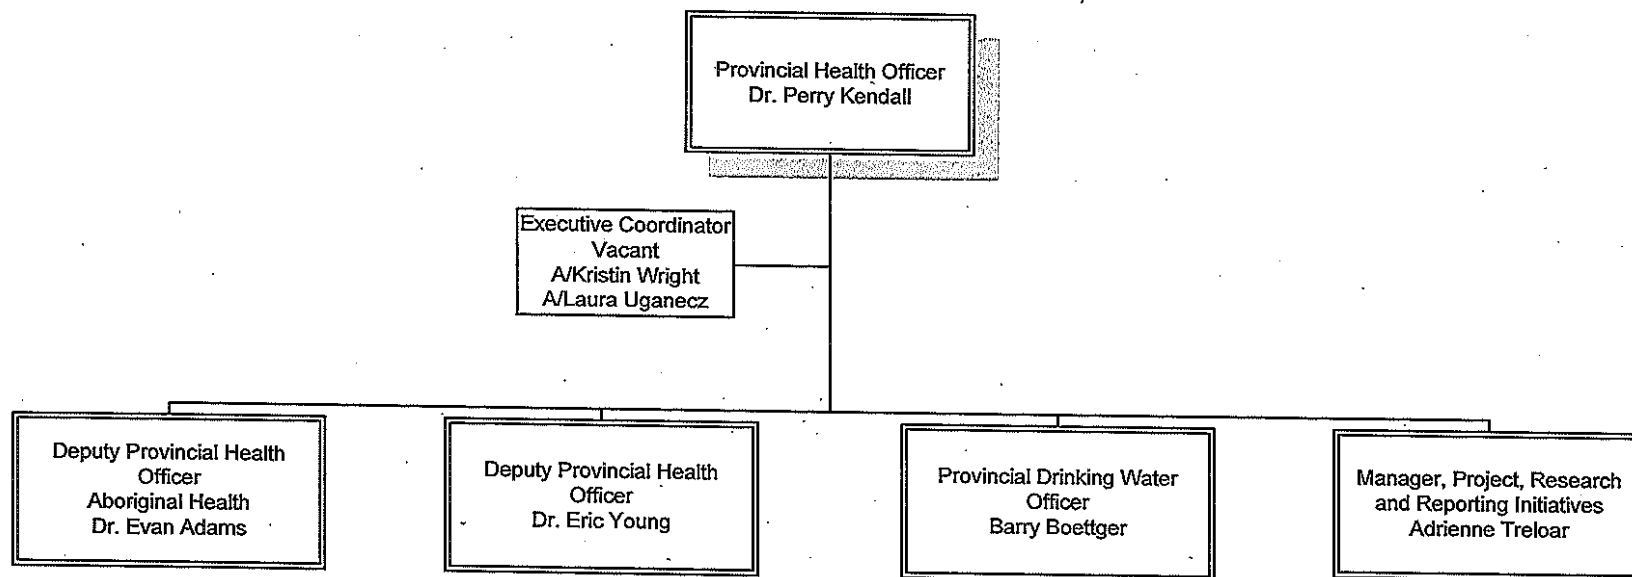 Provincial Health Officer
Dr. Perry Kendall
Executive Coordinator
Vacant
A/Kristin Wright
A/Laura Uganecz
Deputy Provincial Health
Officer
Aboriginal Health
Dr. Evan Adams
Deputy Provincial Health
Officer
Dr. Eric Young
Provincial Drinking Water
Officer
Barry Boettger
Manager, Project, Research
and Reporting Initiatives
Adrienne Treloar